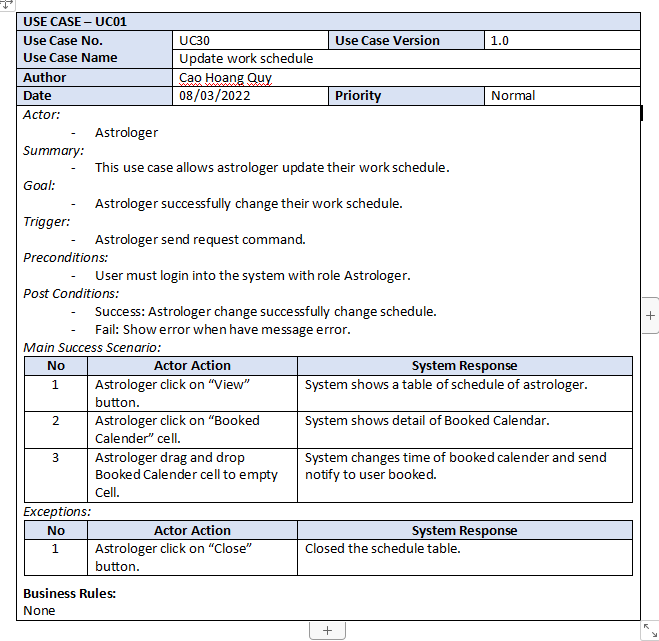 USE CASE – UC01
Use Case No. UC30 Use Case Version 1.0
Use Case Name Update work schedule
Author Cao Hoang Quy
Date 08/03/2022 Priority Normal
Actor:
- Astrologer
Summary:
- This use case allows astrologer update their work schedule.
Goal:
- Astrologer successfully change their work schedule.
Trigger:
- Astrologer send request command.
Preconditions:
- User must login into the system with role Astrologer.
Post Conditions:
- Success: Astrologer change successfully change schedule.
- Fail: Show error when have message error.
Main Success Scenario:
No Actor Action System Response
1 Astrologer click on “View” System shows a table of schedule of astrologer.
button.
2 Astrologer click on “Booked System shows detail of Booked Calendar.
Calender” cell.
3 Astrologer drag and drop System changes time of booked calender and send
Booked Calender cell to empty notify to user booked.
Cell.
Exceptions:
No Actor Action System Response
1 Astrologer click on “Close” Closed the schedule table.
button.
Business Rules:
None